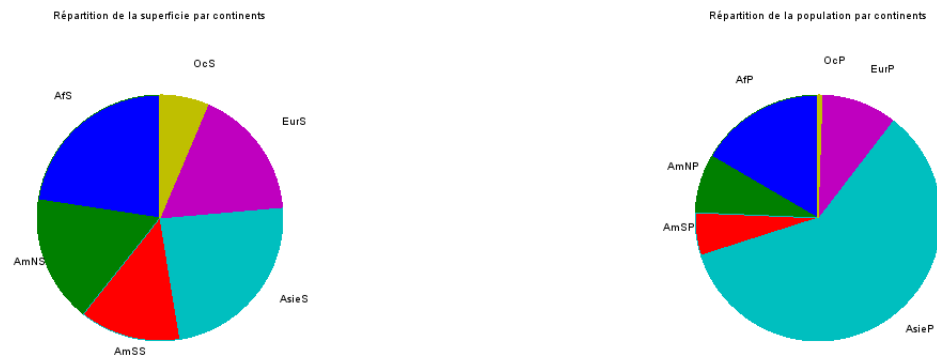 Répartition de la superficie par continents
OcS
AfS
EurS
AmNS
AsieS
AmSS
Répartition de la population par continents
OcP
EurP
AfP
AmNP
AmSP
AsieP